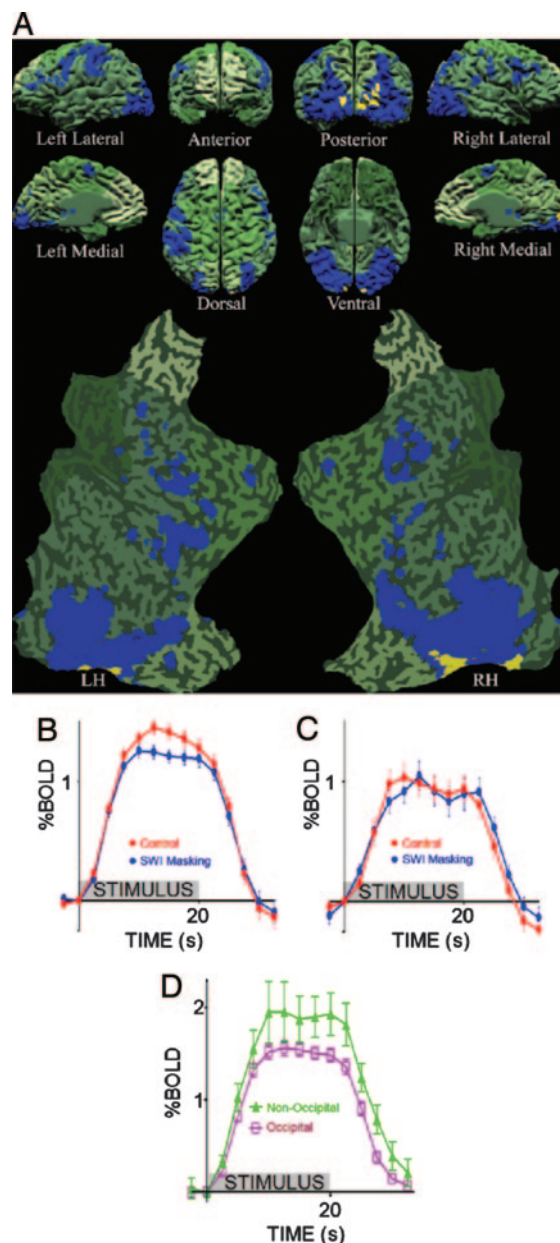 A
Left Lateral
Anterior
Posterior
Right Lateral
Left Medial
Right Medial
Dorsal
Ventral
LH
RH
B
%BOLD
1
Control
SWI Masking
STIMULUS
20
TIME (s)
C
%BOLD
1
Control
SWI Masking
STIMULUS
20
TIME (s)
D
%BOLD
2
1
Non-Occipital
Occipital
STIMULUS
20
TIME (s)